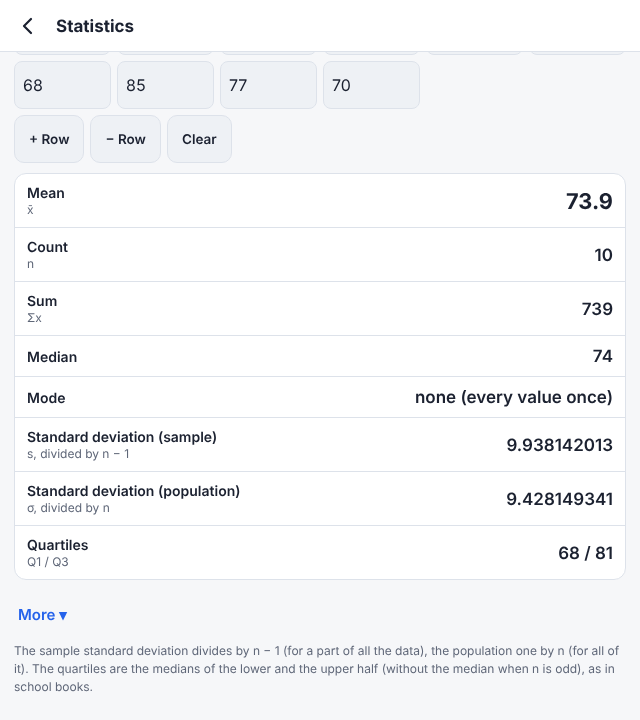 Statistics
68 85 77 70
+ Row − Row Clear
Mean 73.9
x̄
Count 10
n
Sum 739
Σx
Median 74
Mode none (every value once)
Standard deviation (sample) 9.938142013
s, divided by n − 1
Standard deviation (population) 9.428149341
σ, divided by n
Quartiles 68 / 81
Q1 / Q3
More ▾
The sample standard deviation divides by n − 1 (for a part of all the data), the population one by n (for all of
it). The quartiles are the medians of the lower and the upper half (without the median when n is odd), as in
school books.